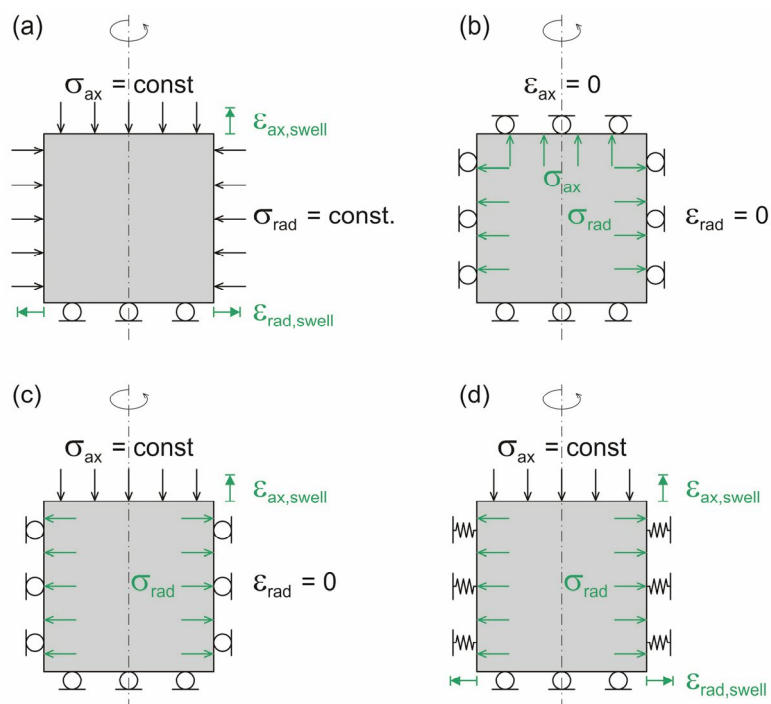 (a)
σax = const
εax,swell
σrad = const.
εrad,swell
(b)
εax = 0
σax
σrad
εrad = 0
(c)
σax = const
εax,swell
σrad
εrad = 0
(d)
σax = const
εax,swell
σrad
εrad,swell